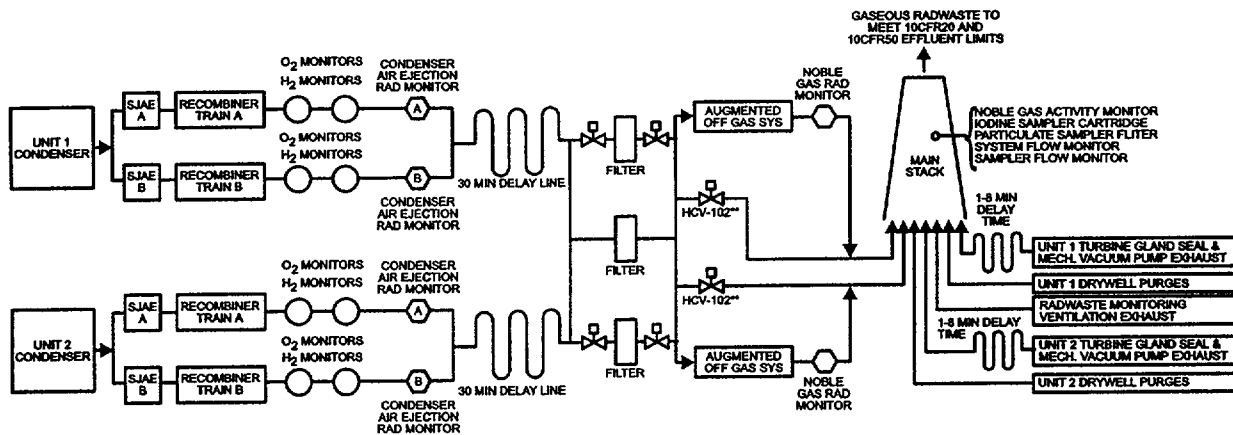 GASEOUS RADWASTE TO
MEET 10CFR20 AND
10CFR50 EFFLUENT LIMITS
O2 MONITORS
H2 MONITORS
CONDENSER
AIR EJECTION
RAD MONITOR
NOBLE
GAS RAD
MONITOR
UNIT 1
CONDENSER
SJAE
A
RECOMBINER
TRAIN A
A
O2 MONITORS
H2 MONITORS
SJAE
B
RECOMBINER
TRAIN B
B
CONDENSER
AIR EJECTION
RAD MONITOR
30 MIN DELAY LINE
FILTER
AUGMENTED
OFF GAS SYS
HCV-102**
FILTER
HCV-102**
MAIN
STACK
NOBLE GAS ACTIVITY MONITOR
IODINE SAMPLER CARTRIDGE
PARTICULATE SAMPLER FLITER
SYSTEM FLOW MONITOR
SAMPLER FLOW MONITOR
1-8 MIN
DELAY
TIME
UNIT 1 TURBINE GLAND SEAL &
MECH. VACUUM PUMP EXHAUST
UNIT 1 DRYWELL PURGES
RADWASTE MONITORING
VENTILATION EXHAUST
1-8 MIN DELAY
TIME
UNIT 2 TURBINE GLAND SEAL &
MECH. VACUUM PUMP EXHAUST
UNIT 2 DRYWELL PURGES
O2 MONITORS
H2 MONITORS
CONDENSER
AIR EJECTION
RAD MONITOR
UNIT 2
CONDENSER
SJAE
A
RECOMBINER
TRAIN A
A
O2 MONITORS
H2 MONITORS
SJAE
B
RECOMBINER
TRAIN B
B
CONDENSER
AIR EJECTION
RAD MONITOR
30 MIN DELAY LINE
FILTER
AUGMENTED
OFF GAS SYS
NOBLE
GAS RAD
MONITOR